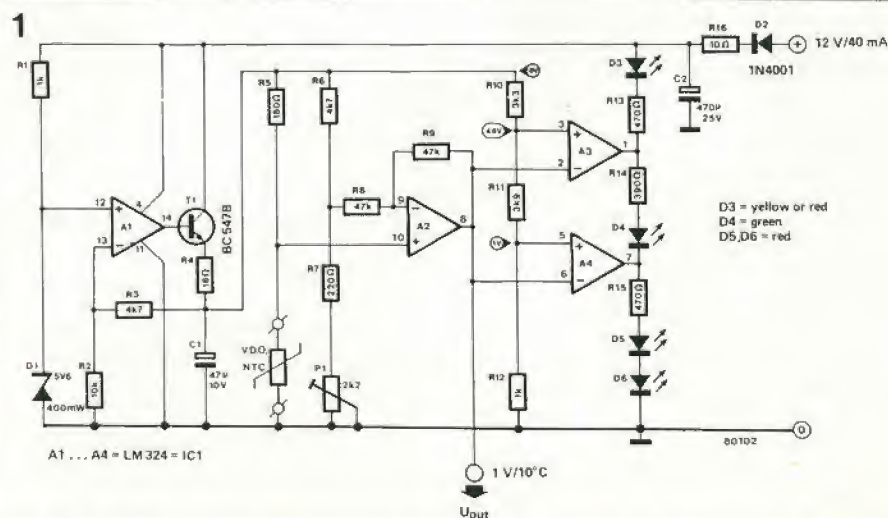 1
R1
1k
12
13
A1
4
11
14
T1
BC547B
R4
18Ω
R3
4k7
R2
10k
D1
5V6
400mW
C1
47µ
10V
R5
180Ω
R6
4k7
R7
220Ω
R8
47k
R9
47k
9
10
A2
8
V.D.O.
NTC
P1
2k2
R10
3k3
R11
3k9
R12
1k
1V
3
2
A3
1
5
6
A4
7
D3
R13
470Ω
R14
390Ω
D4
R15
470Ω
D5
D6
R16
10Ω
D2
1N4001
C2
470µ
25V
+ 12 V/40 mA
D3 = yellow or red
D4 = green
D5,D6 = red
80102
0
A1 ... A4 = LM 324 = IC1
1 V/10°C
Uout